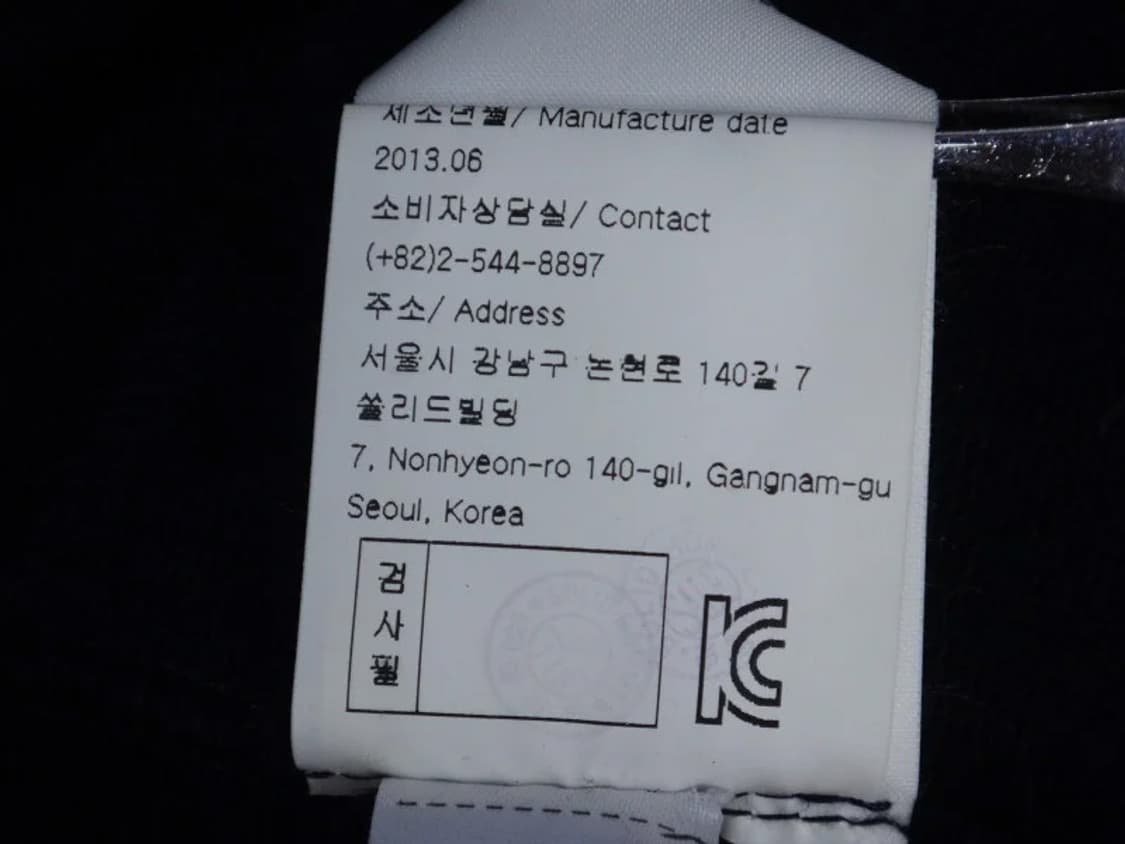 제조년월/ Manufacture date
2013.06
소비자상담실/ Contact
(+82)2-544-8897
주소/ Address
서울시 강남구 논현로 140길 7
쏠리드빌딩
7, Nonhyeon-ro 140-gil, Gangnam-gu
Seoul, Korea
검사필
KC